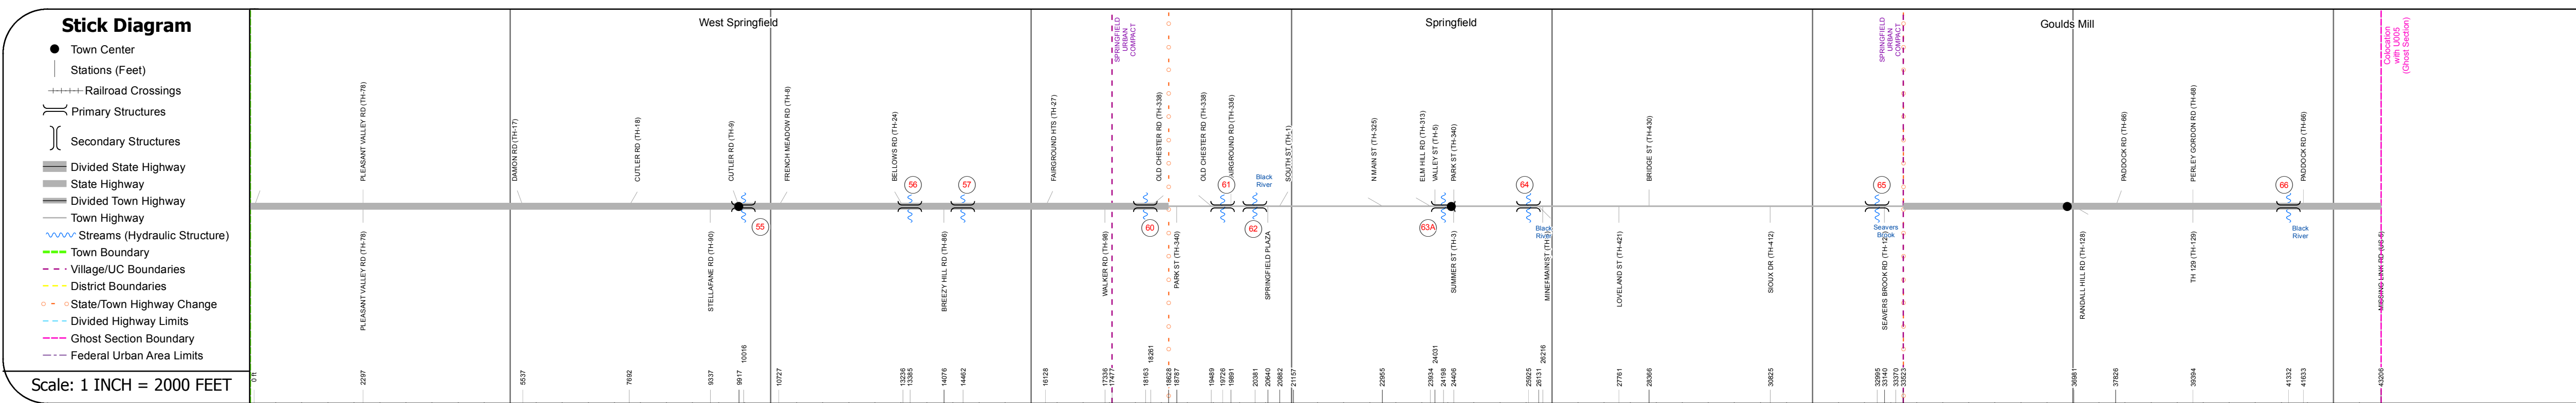 Stick Diagram
Town Center
Stations (Feet)
Railroad Crossings
Primary Structures
Secondary Structures
Divided State Highway
State Highway
Divided Town Highway
Town Highway
Streams (Hydraulic Structure)
Town Boundary
Village/UC Boundaries
District Boundaries
State/Town Highway Change
Divided Highway Limits
Ghost Section Boundary
Federal Urban Area Limits
Scale: 1 INCH = 2000 FEET
West Springfield
Springfield
Goulds Mill
SPRINGFIELD
URBAN
COMPACT
SPRINGFIELD
URBAN
COMPACT
Colocation
with U005
(Ghost Section)
PLEASANT VALLEY RD (TH-78)
DAMON RD (TH-17)
CUTLER RD (TH-18)
CUTLER RD (TH-9)
FRENCH MEADOW RD (TH-8)
BELLOWS RD (TH-24)
FAIRGROUND HTS (TH-27)
OLD CHESTER RD (TH-338)
OLD CHESTER RD (TH-338)
FAIRGROUND RD (TH-336)
SOUTH ST (TH-1)
N MAIN ST (TH-325)
ELM HILL RD (TH-313)
VALLEY ST (TH-5)
PARK ST (TH-340)
BRIDGE ST (TH-430)
PADDOCK RD (TH-66)
PERLEY GORDON RD (TH-68)
PADDOCK RD (TH-66)
56
57
61
Black
River
64
65
66
55
60
62
63A
Black
River
Seavers
Brook
Black
River
PLEASANT VALLEY RD (TH-78)
STELLAFANE RD (TH-90)
BREEZY HILL RD (TH-86)
WALKER RD (TH-98)
PARK ST (TH-340)
SPRINGFIELD PLAZA
SUMMER ST (TH-3)
LOVELAND ST (TH-421)
SIOUX DR (TH-412)
RANDALL HILL RD (TH-128)
TH 129 (TH-129)
MISSING LINK RD (US-5)
0 ft
2297
5537
7692
9337
9917
10016
10727
13236
13385
14076
14462
16128
17336
17477
18163
18261
18628
18787
19489
19726
19891
20381
20640
20882
21157
22955
23934
24031
24198
24406
25925
26131
26216
27761
28366
30825
32995
33140
33370
33523
36981
37826
39394
41332
41633
43206